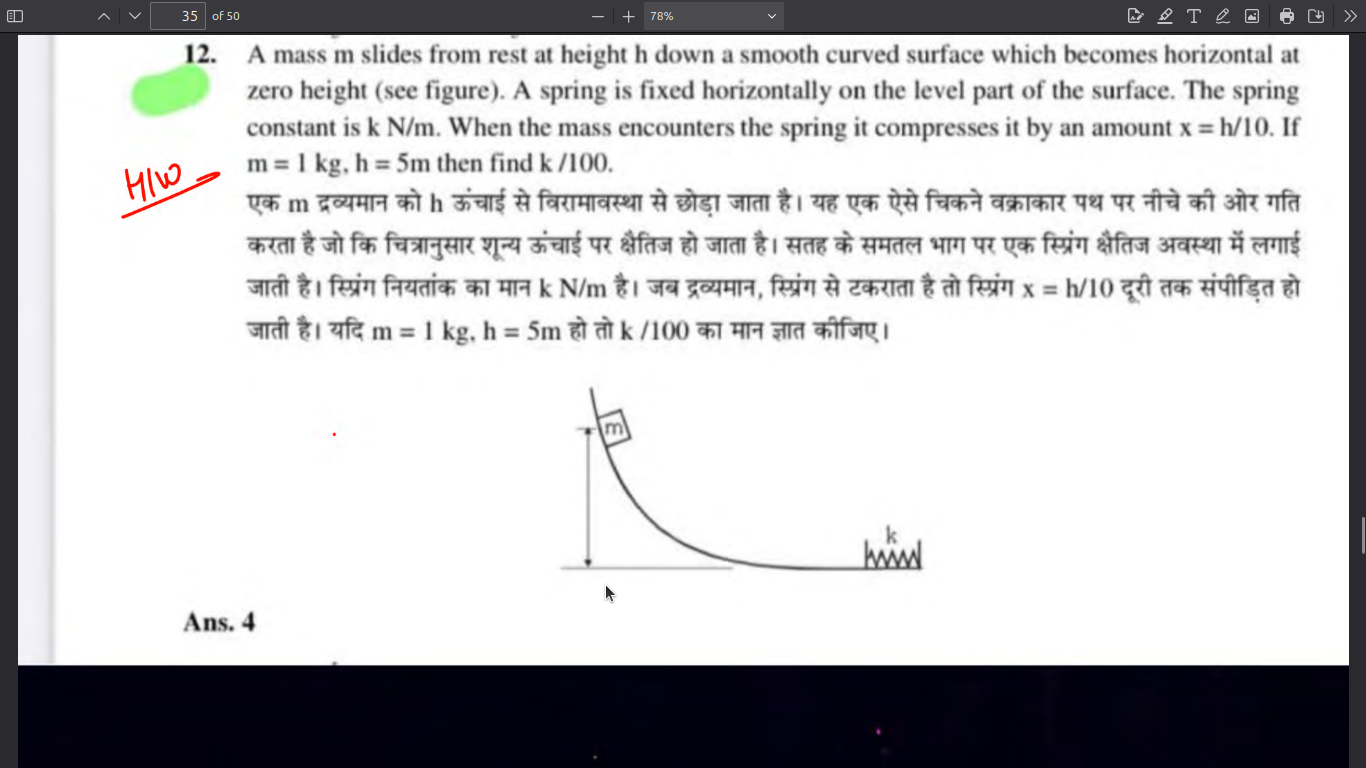 35 of 50
78%
12. A mass m slides from rest at height h down a smooth curved surface which becomes horizontal at
zero height (see figure). A spring is fixed horizontally on the level part of the surface. The spring
constant is k N/m. When the mass encounters the spring it compresses it by an amount x = h/10. If
m = 1 kg, h = 5m then find k /100.
H/W
एक m द्रव्यमान को h ऊंचाई से विरामावस्था से छोड़ा जाता है। यह एक ऐसे चिकने वक्राकार पथ पर नीचे की ओर गति
करता है जो कि चित्रानुसार शून्य ऊंचाई पर क्षैतिज हो जाता है। सतह के समतल भाग पर एक स्प्रिंग क्षैतिज अवस्था में लगाई
जाती है। स्प्रिंग नियतांक का मान k N/m है। जब द्रव्यमान, स्प्रिंग से टकराता है तो स्प्रिंग x = h/10 दूरी तक संपीड़ित हो
जाती है। यदि m = 1 kg, h = 5m हो तो k /100 का मान ज्ञात कीजिए।
m
k
Ans. 4